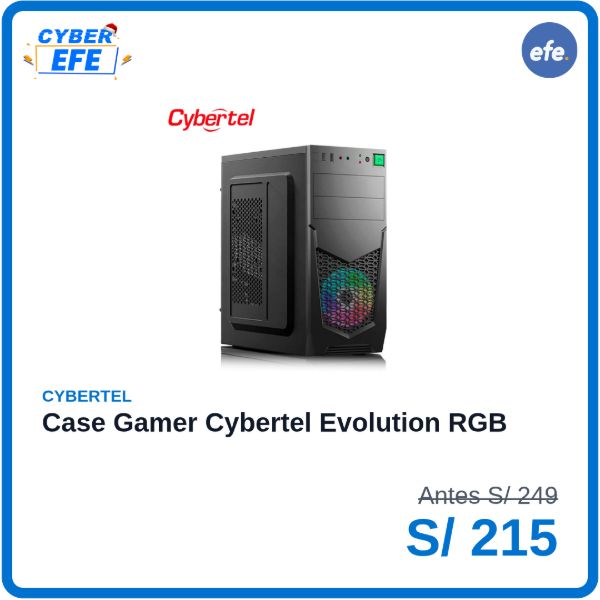 CYBER
EFE
efe.
Cybertel
CYBERTEL
Case Gamer Cybertel Evolution RGB
Antes S/ 249
S/ 215